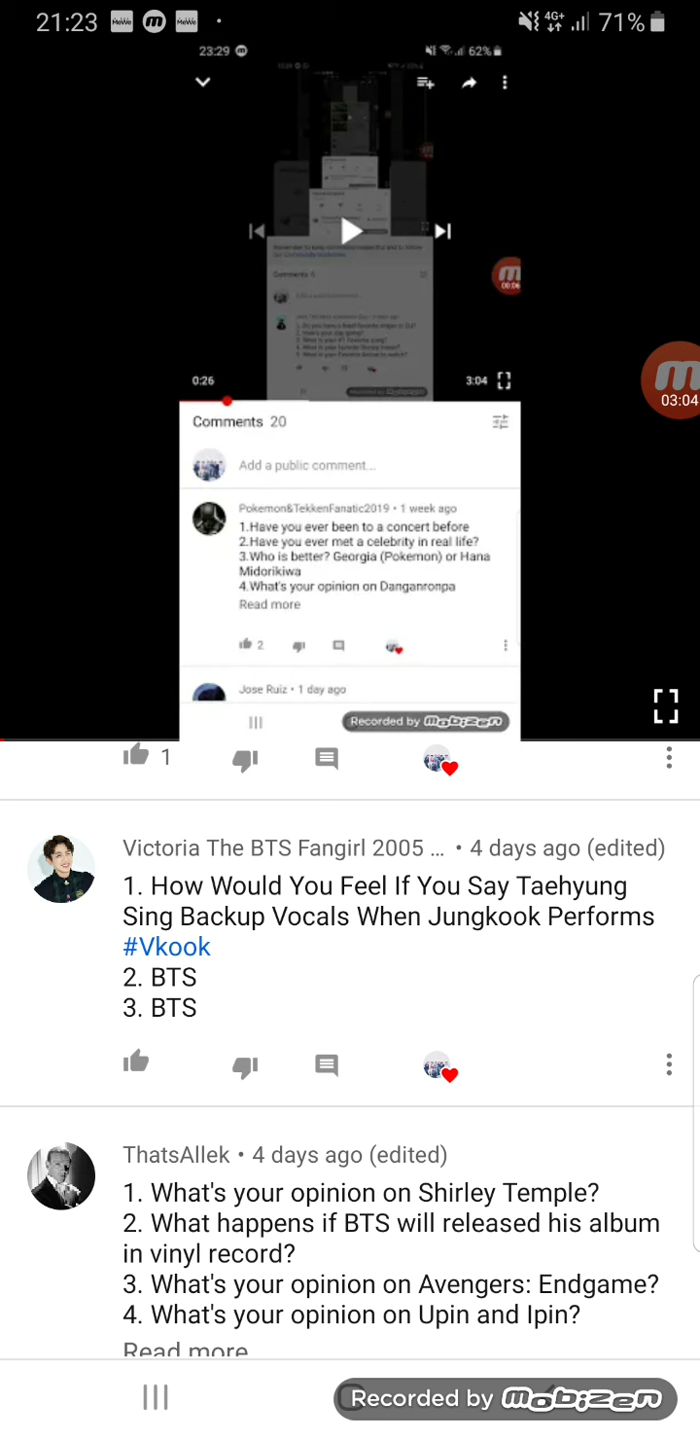 21:23 MeWe m MeWe • 4G+ 71%
23:29 m 62%
m
00:06
Comments 6
0:26 3:04
m
03:04
Comments 20
Add a public comment...
Pokemon&TekkenFanatic2019 • 1 week ago
1.Have you ever been to a concert before
2.Have you ever met a celebrity in real life?
3.Who is better? Georgia (Pokemon) or Hana
Midorikiwa
4.What's your opinion on Danganronpa
Read more
2
Jose Ruiz • 1 day ago
Recorded by mobizen
1
Victoria The BTS Fangirl 2005 ... • 4 days ago (edited)
1. How Would You Feel If You Say Taehyung
Sing Backup Vocals When Jungkook Performs
#Vkook
2. BTS
3. BTS
ThatsAllek • 4 days ago (edited)
1. What's your opinion on Shirley Temple?
2. What happens if BTS will released his album
in vinyl record?
3. What's your opinion on Avengers: Endgame?
4. What's your opinion on Upin and Ipin?
Read more
Recorded by mobizen